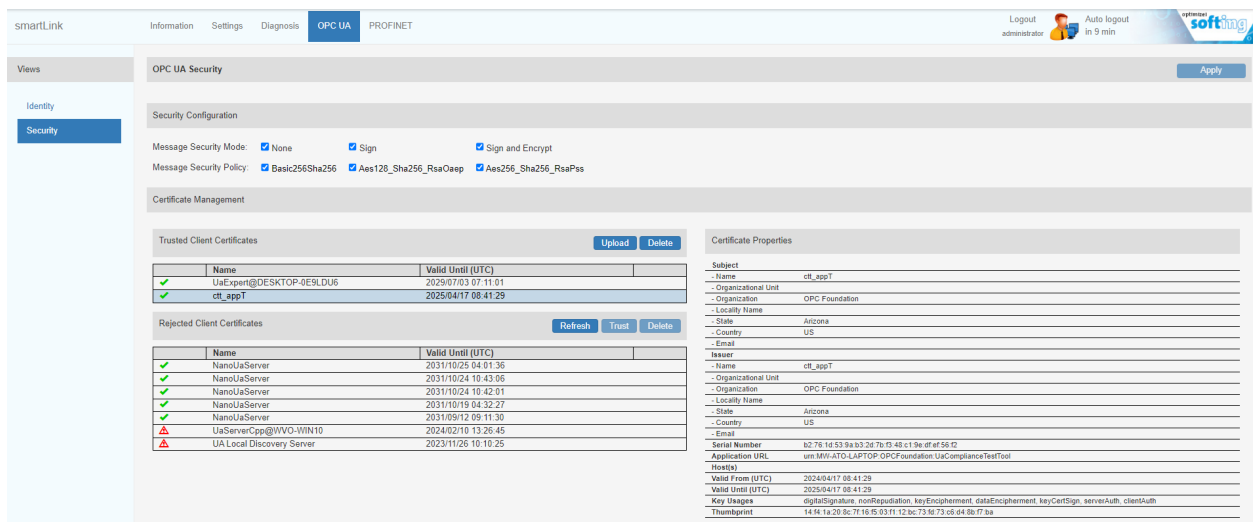 smartLink
Information Settings Diagnosis OPC UA PROFINET
Logout
administrator
Auto logout
in 9 min
optimize!
softing
Views
Identity
Security
OPC UA Security
Apply
Security Configuration
Message Security Mode: None Sign Sign and Encrypt
Message Security Policy: Basic256Sha256 Aes128_Sha256_RsaOaep Aes256_Sha256_RsaPss
Certificate Management
Trusted Client Certificates Upload Delete
Name Valid Until (UTC)
UaExpert@DESKTOP-0E9LDU6 2029/07/03 07:11:01
ctt_appT 2025/04/17 08:41:29
Rejected Client Certificates Refresh Trust Delete
Name Valid Until (UTC)
NanoUaServer 2031/10/25 04:01:36
NanoUaServer 2031/10/24 10:43:06
NanoUaServer 2031/10/24 10:42:01
NanoUaServer 2031/10/19 04:32:27
NanoUaServer 2031/09/12 09:11:30
UaServerCpp@WVO-WIN10 2024/02/10 13:26:45
UA Local Discovery Server 2023/11/26 10:10:25
Certificate Properties
Subject
- Name ctt_appT
- Organizational Unit
- Organization OPC Foundation
- Locality Name
- State Arizona
- Country US
- Email
Issuer
- Name ctt_appT
- Organizational Unit
- Organization OPC Foundation
- Locality Name
- State Arizona
- Country US
- Email
Serial Number b2:76:1d:53:9a:b3:2d:7b:f3:48:c1:9e:df:ef:56:f2
Application URL urn:MW-ATO-LAPTOP:OPCFoundation:UaComplianceTestTool
Host(s)
Valid From (UTC) 2024/04/17 08:41:29
Valid Until (UTC) 2025/04/17 08:41:29
Key Usages digitalSignature, nonRepudiation, keyEncipherment, dataEncipherment, keyCertSign, serverAuth, clientAuth
Thumbprint 14:f4:1a:20:8c:7f:16:f5:03:f1:12:bc:73:fd:73:c6:d4:8b:f7:ba